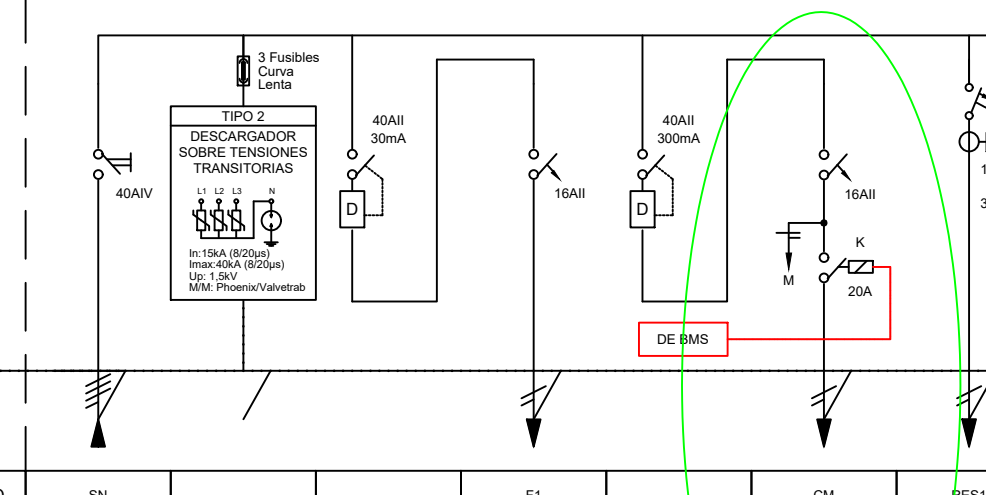 3 Fusibles
Curva
Lenta
TIPO 2
DESCARGADOR
SOBRE TENSIONES
TRANSITORIAS
L1 L2 L3 N
In:15kA (8/20µs)
Imax:40kA (8/20µs)
Up: 1,5kV
M/M: Phoenix/Valvetrab
40AIV
40AII
30mA
D
16AII
40AII
300mA
D
16AII
M
K
20A
DE BMS
SN
F1
CM
RES1